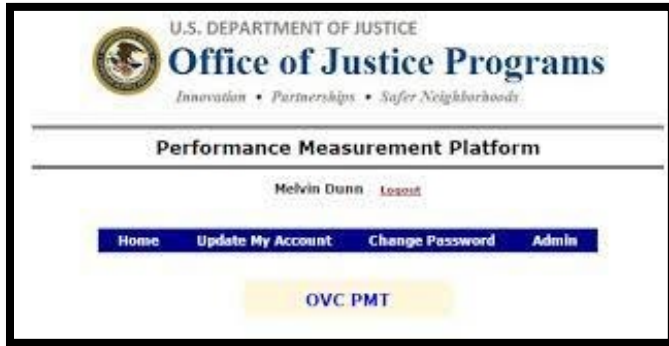 U.S. DEPARTMENT OF JUSTICE
Office of Justice Programs
Innovation • Partnerships • Safer Neighborhoods
Performance Measurement Platform
Melvin Dunn Logout
Home Update My Account Change Password Admin
OVC PMT